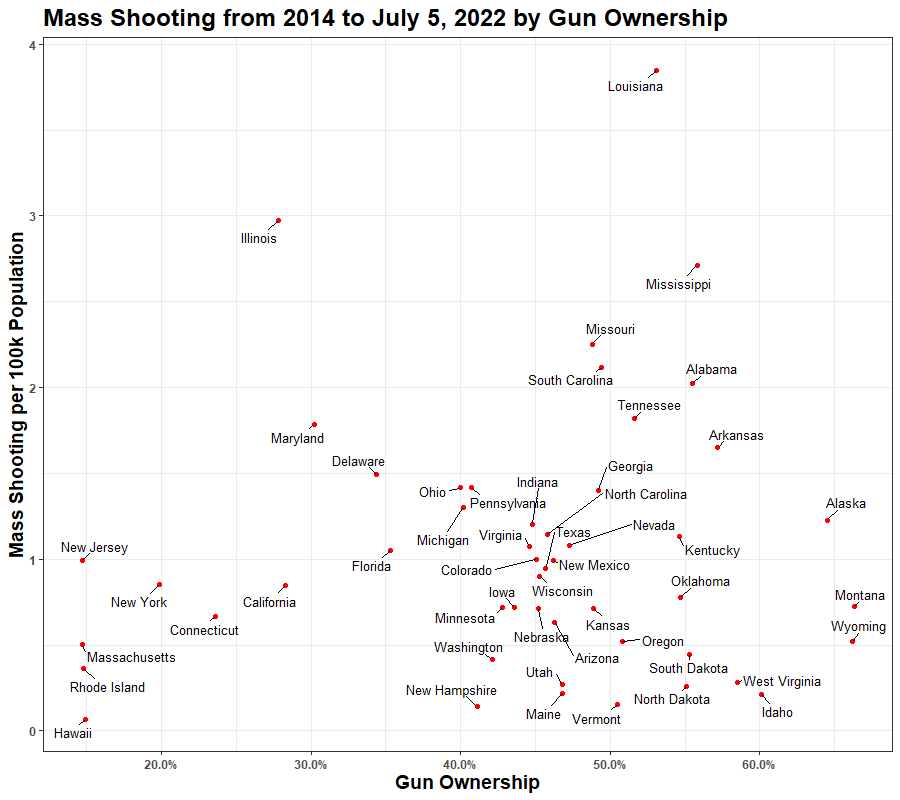 Mass Shooting from 2014 to July 5, 2022 by Gun Ownership
Mass Shooting per 100k Population
4
Louisiana
3
Illinois
Mississippi
Missouri
South Carolina
2
Alabama
Tennessee
Maryland
Arkansas
Delaware
Georgia
Indiana
Ohio
North Carolina
Pennsylvania
Alaska
Nevada
Texas
Virginia
Michigan
New Jersey
Kentucky
1
Florida
New Mexico
Colorado
Oklahoma
Wisconsin
Iowa
Montana
New York
California
Minnesota
Kansas
Wyoming
Connecticut
Nebraska
Oregon
Washington
Massachusetts
Arizona
South Dakota
Utah
West Virginia
Rhode Island
New Hampshire
North Dakota
Maine
Idaho
Vermont
0
Hawaii
20.0%
30.0%
40.0%
50.0%
60.0%
Gun Ownership